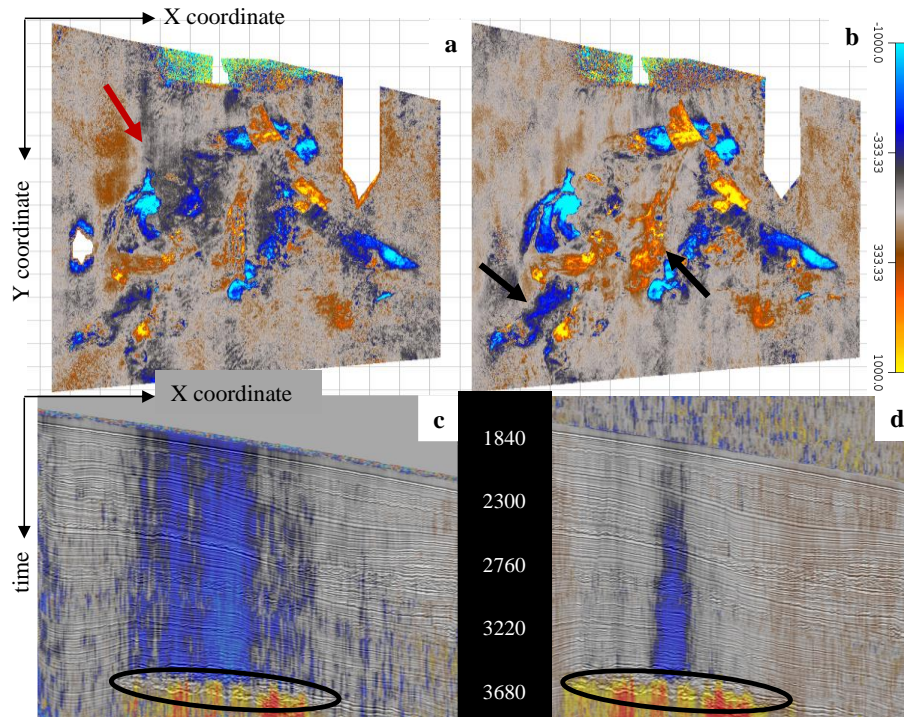 X coordinate
a
b
Y coordinate
-1000.0
-333.33
333.33
1000.0
X coordinate
c
d
time
1840
2300
2760
3220
3680